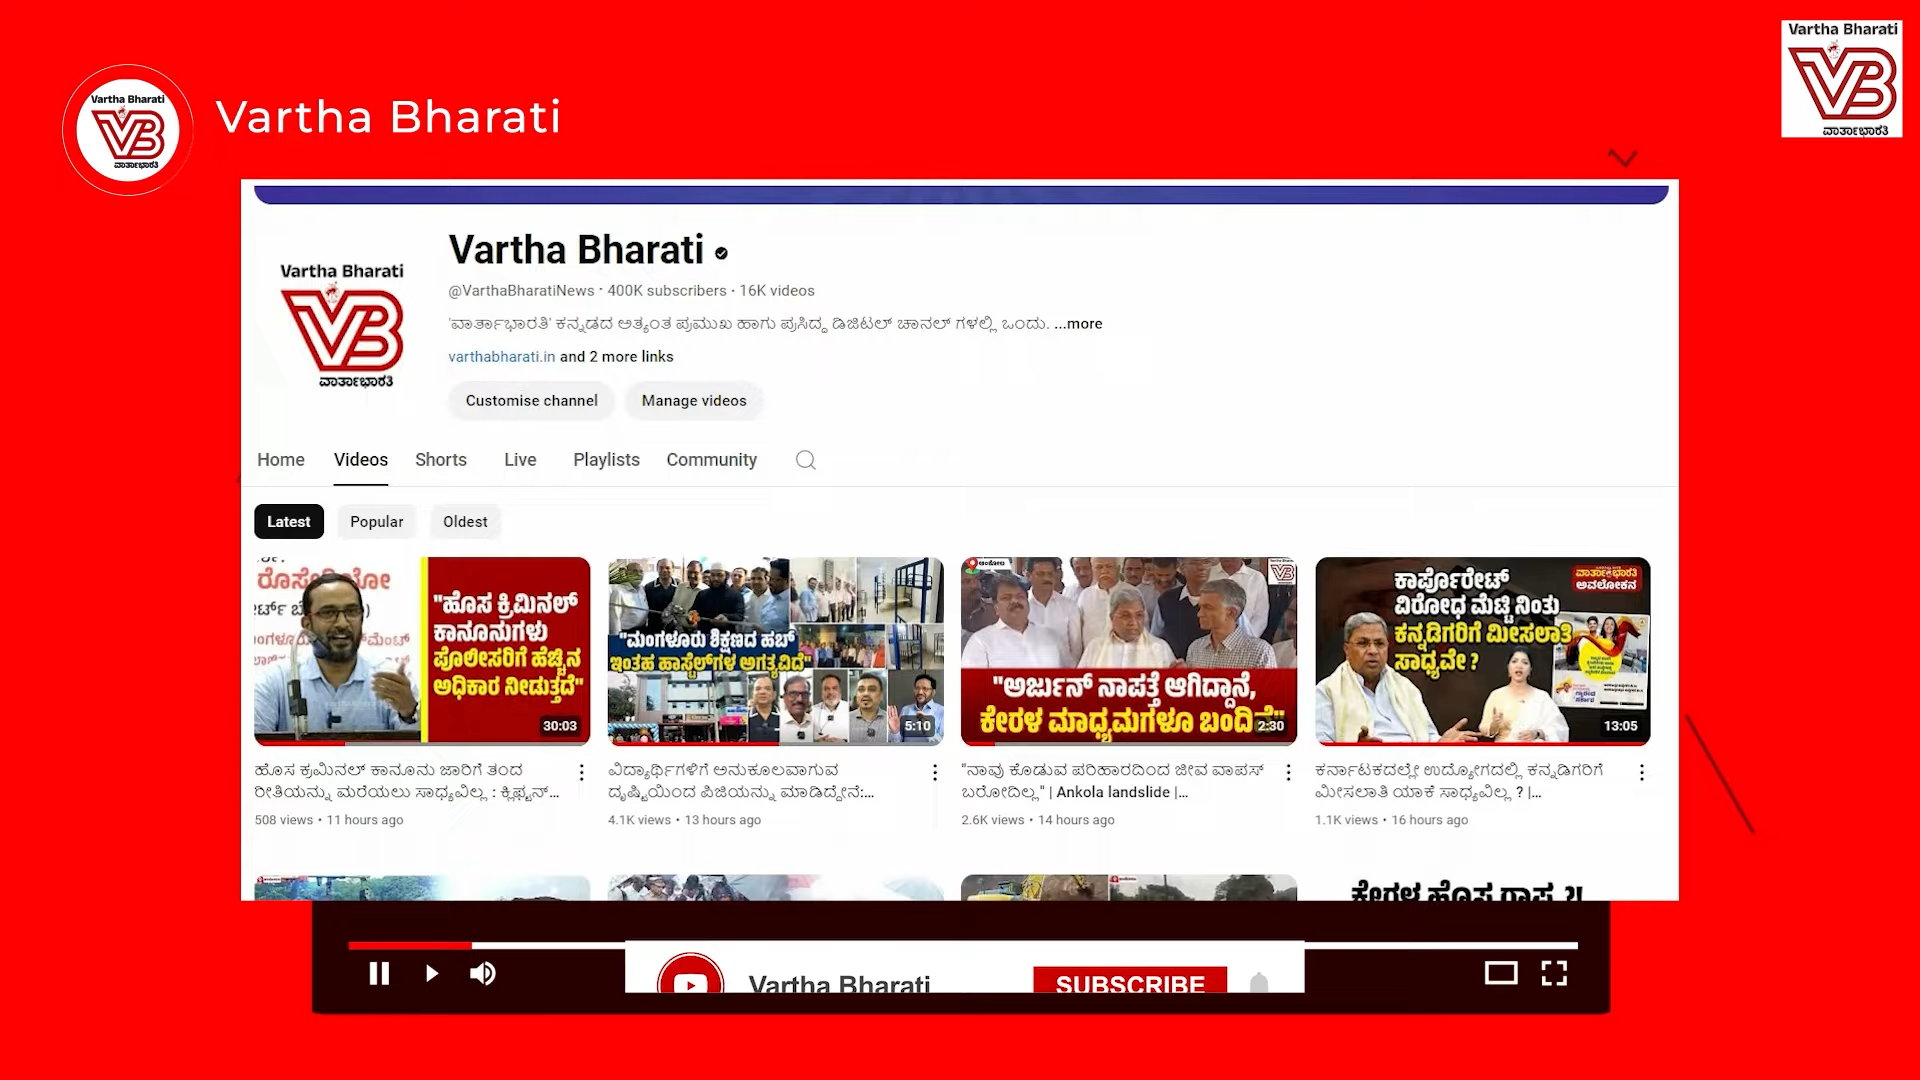 Vartha Bharati
ವಾರ್ತಾಭಾರತಿ
Vartha Bharati
Vartha Bharati
ವಾರ್ತಾಭಾರತಿ
Vartha Bharati
ವಾರ್ತಾಭಾರತಿ
Vartha Bharati
@VarthaBharatiNews · 400K subscribers · 16K videos
'ವಾರ್ತಾಭಾರತಿ' ಕನ್ನಡದ ಅತ್ಯಂತ ಪ್ರಮುಖ ಹಾಗು ಪ್ರಸಿದ್ಧ ಡಿಜಿಟಲ್ ಚಾನಲ್ ಗಳಲ್ಲಿ ಒಂದು. ...more
varthabharati.in and 2 more links
Customise channel Manage videos
Home Videos Shorts Live Playlists Community
Latest Popular Oldest
"ಹೊಸ ಕ್ರಿಮಿನಲ್
ಕಾನೂನುಗಳು
ಪೊಲೀಸರಿಗೆ ಹೆಚ್ಚಿನ
ಅಧಿಕಾರ ನೀಡುತ್ತದೆ"
30:03
"ಮಂಗಳೂರು ಶಿಕ್ಷಣದ ಹಬ್
ಇಂತಹ ಹಾಸ್ಟೆಲ್‌ಗಳ ಅಗತ್ಯವಿದೆ"
5:10
ಅಂಕೋಲ
"ಅರ್ಜುನ್ ನಾಪತ್ತೆ ಆಗಿದ್ದಾನೆ,
ಕೇರಳ ಮಾಧ್ಯಮಗಳೂ ಬಂದಿವೆ"
2:30
ಕಾರ್ಪೊರೇಟ್
ವಿರೋಧ ಮೆಟ್ಟಿ ನಿಂತು
ಕನ್ನಡಿಗರಿಗೆ ಮೀಸಲಾತಿ
ಸಾಧ್ಯವೇ ?
ವಾರ್ತಾಭಾರತಿ
ಅವಲೋಕನ
13:05
ಹೊಸ ಕ್ರಮಿನಲ್ ಕಾನೂನು ಜಾರಿಗೆ ತಂದ
ರೀತಿಯನ್ನು ಮರೆಯಲು ಸಾಧ್ಯವಿಲ್ಲ : ಕ್ಲಿಫ್ಟನ್...
508 views · 11 hours ago
ವಿದ್ಯಾರ್ಥಿಗಳಿಗೆ ಅನುಕೂಲವಾಗುವ
ದೃಷ್ಟಿಯಿಂದ ಪಿಜಿಯನ್ನು ಮಾಡಿದ್ದೇನೆ:...
4.1K views · 13 hours ago
"ನಾವು ಕೊಡುವ ಪರಿಹಾರದಿಂದ ಜೀವ ವಾಪಸ್
ಬರೋದಿಲ್ಲ" | Ankola landslide |...
2.6K views · 14 hours ago
ಕರ್ನಾಟಕದಲ್ಲೇ ಉದ್ಯೋಗದಲ್ಲಿ ಕನ್ನಡಿಗರಿಗೆ
ಮೀಸಲಾತಿ ಯಾಕೆ ಸಾಧ್ಯವಿಲ್ಲ ? |...
1.1K views · 16 hours ago
Vartha Bharati SUBSCRIBE